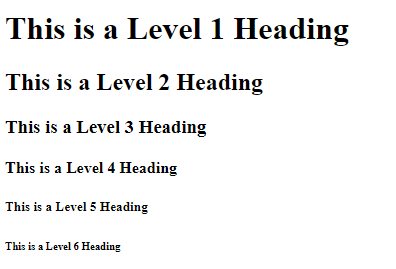 This is a Level 1 Heading
This is a Level 2 Heading
This is a Level 3 Heading
This is a Level 4 Heading
This is a Level 5 Heading
This is a Level 6 Heading